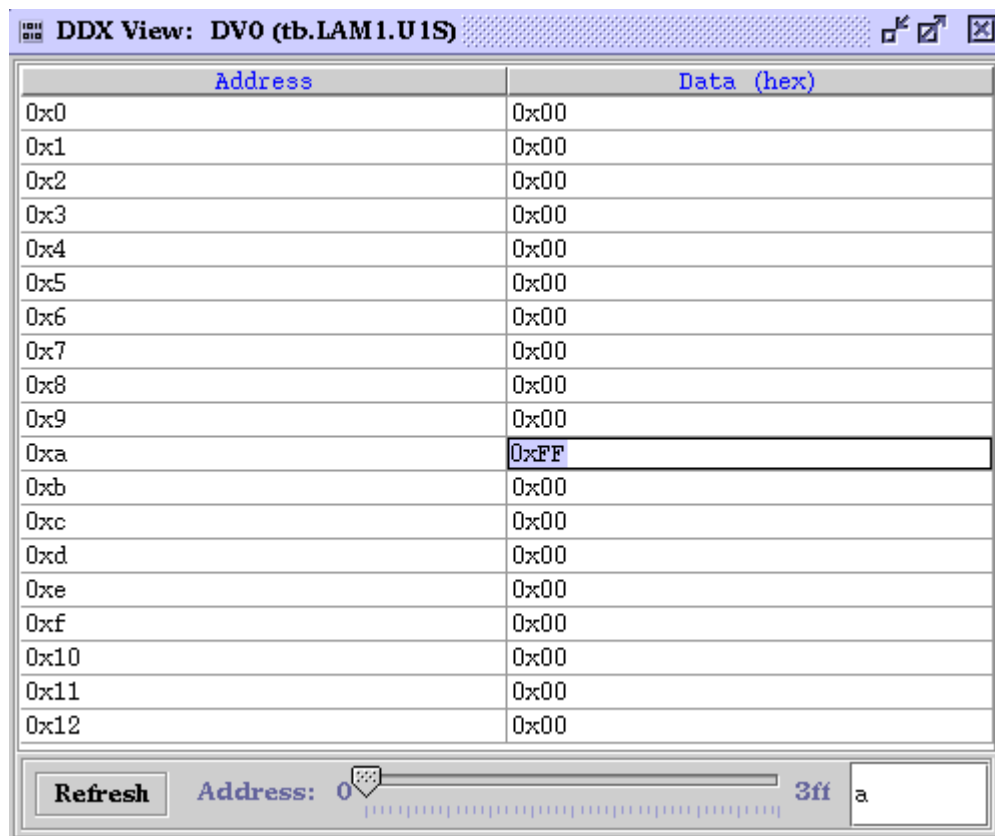 DDX View: DV0 (tb.LAM1.U1S)
Address Data (hex)
0x0 0x00
0x1 0x00
0x2 0x00
0x3 0x00
0x4 0x00
0x5 0x00
0x6 0x00
0x7 0x00
0x8 0x00
0x9 0x00
0xa 0xFF
0xb 0x00
0xc 0x00
0xd 0x00
0xe 0x00
0xf 0x00
0x10 0x00
0x11 0x00
0x12 0x00
Refresh Address: 0 3ff a